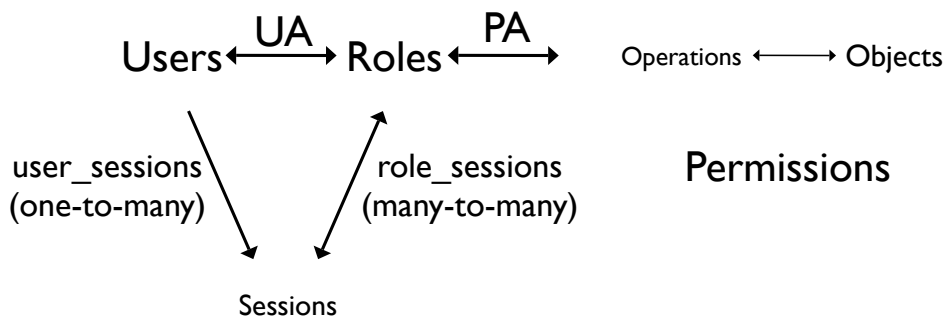 UA
PA
Users
Roles
Operations
Objects
user_sessions
(one-to-many)
role_sessions
(many-to-many)
Permissions
Sessions